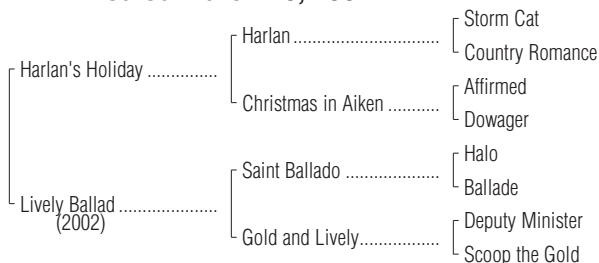 Harlan ................................ Storm Cat
Country Romance
Harlan's Holiday ...............
Christmas in Aiken ........... Affirmed
Dowager
Saint Ballado .................... Halo
Ballade
Lively Ballad .....................
(2002)
Gold and Lively................. Deputy Minister
Scoop the Gold